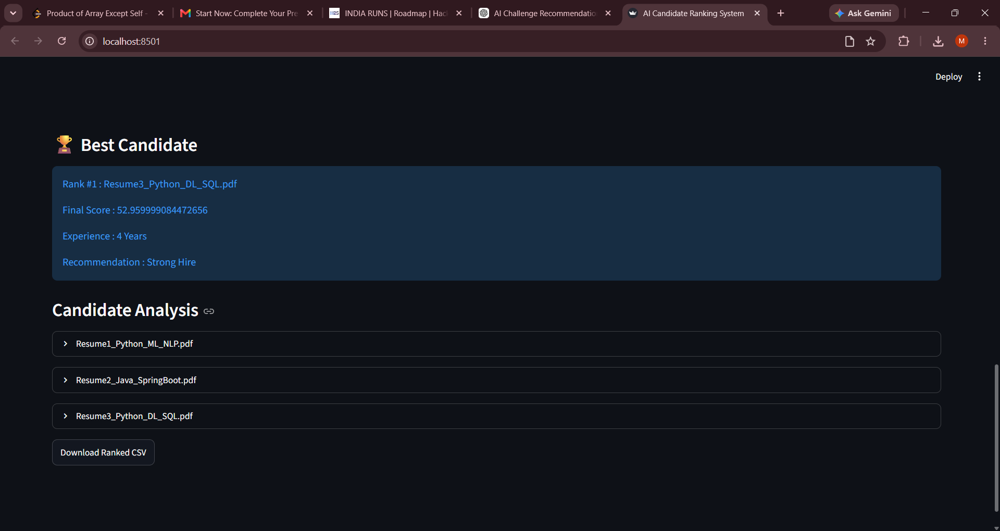 Product of Array Except Self -
Start Now: Complete Your Pre
INDIA RUNS | Roadmap | Hac
AI Challenge Recommendatio
AI Candidate Ranking System
Ask Gemini
localhost:8501
M
Deploy
Best Candidate
Rank #1 : Resume3_Python_DL_SQL.pdf
Final Score : 52.959999084472656
Experience : 4 Years
Recommendation : Strong Hire
Candidate Analysis
Resume1_Python_ML_NLP.pdf
Resume2_Java_SpringBoot.pdf
Resume3_Python_DL_SQL.pdf
Download Ranked CSV